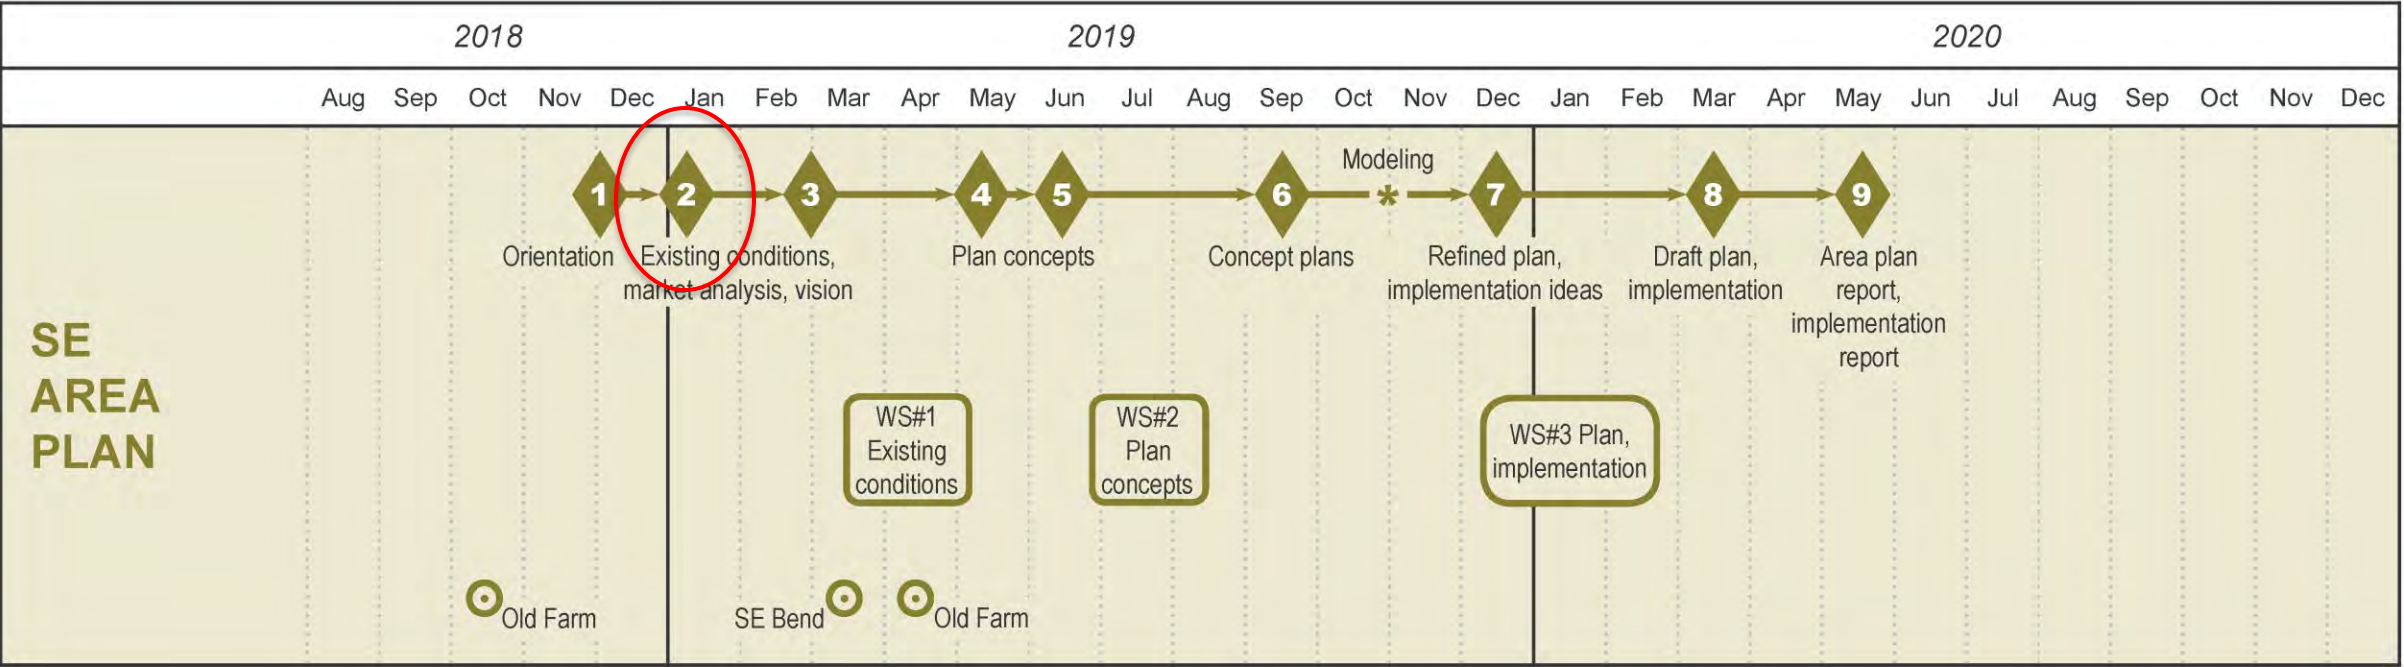 2018 2019 2020
Aug Sep Oct Nov Dec Jan Feb Mar Apr May Jun Jul Aug Sep Oct Nov Dec Jan Feb Mar Apr May Jun Jul Aug Sep Oct Nov Dec
Modeling
1 2 3 4 5 6 * 7 8 9
Orientation
Existing conditions,
market analysis, vision
Plan concepts
Concept plans
Refined plan,
implementation ideas
Draft plan,
implementation
Area plan
report,
implementation
report
SE
AREA
PLAN
WS#1
Existing
conditions
WS#2
Plan
concepts
WS#3 Plan,
implementation
Old Farm
SE Bend
Old Farm